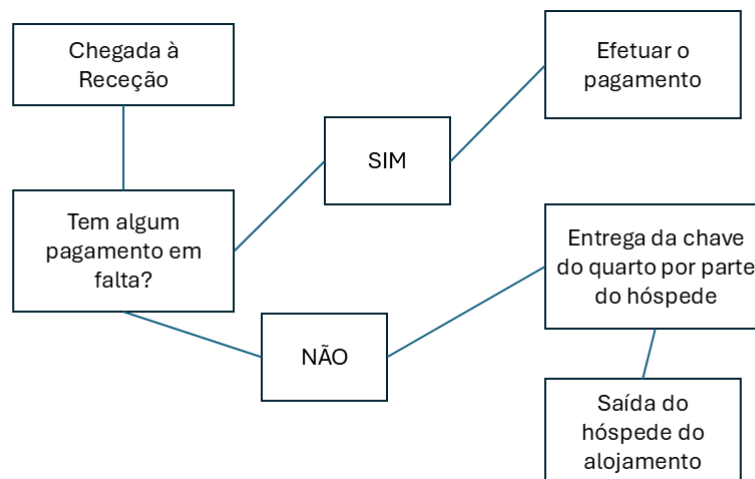 Chegada à
Receção
Efetuar o
pagamento
SIM
Tem algum
pagamento em
falta?
Entrega da chave
do quarto por parte
do hóspede
NÃO
Saída do
hóspede do
alojamento